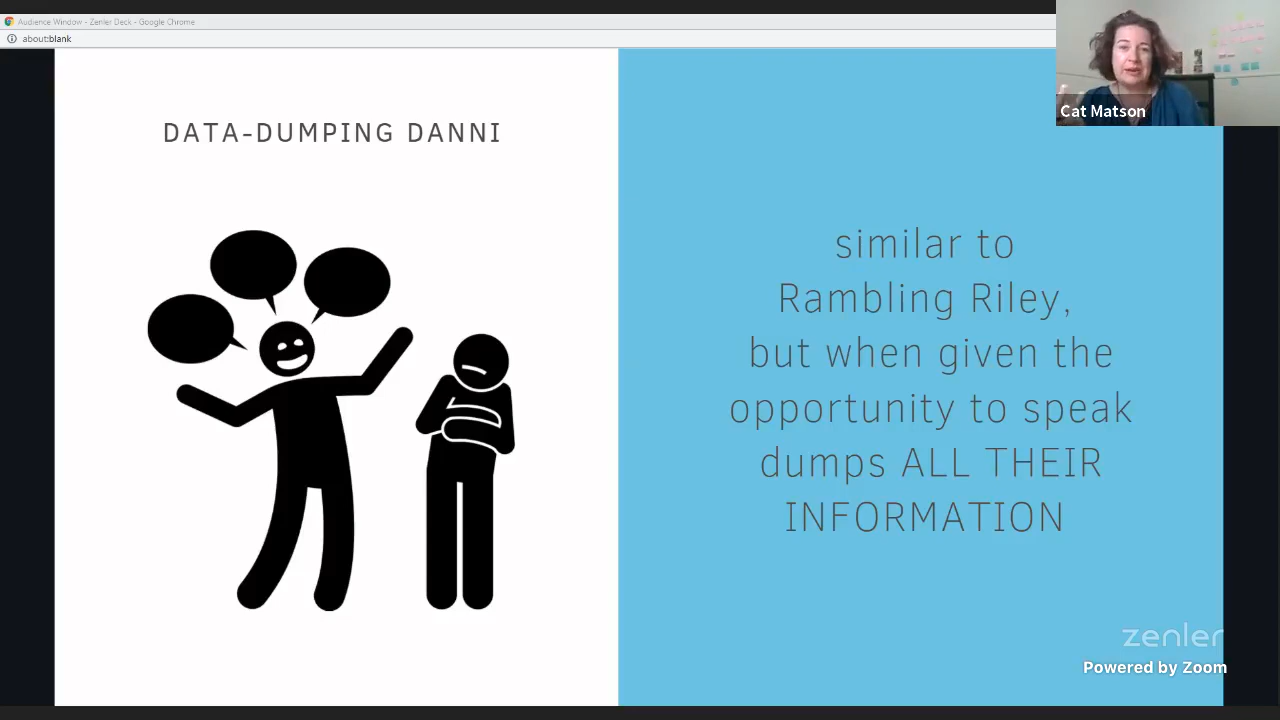 Audience Window - Zenler Deck - Google Chrome
about:blank
Cat Matson
DATA-DUMPING DANNI
similar to
Rambling Riley,
but when given the
opportunity to speak
dumps ALL THEIR
INFORMATION
zenler
Powered by Zoom